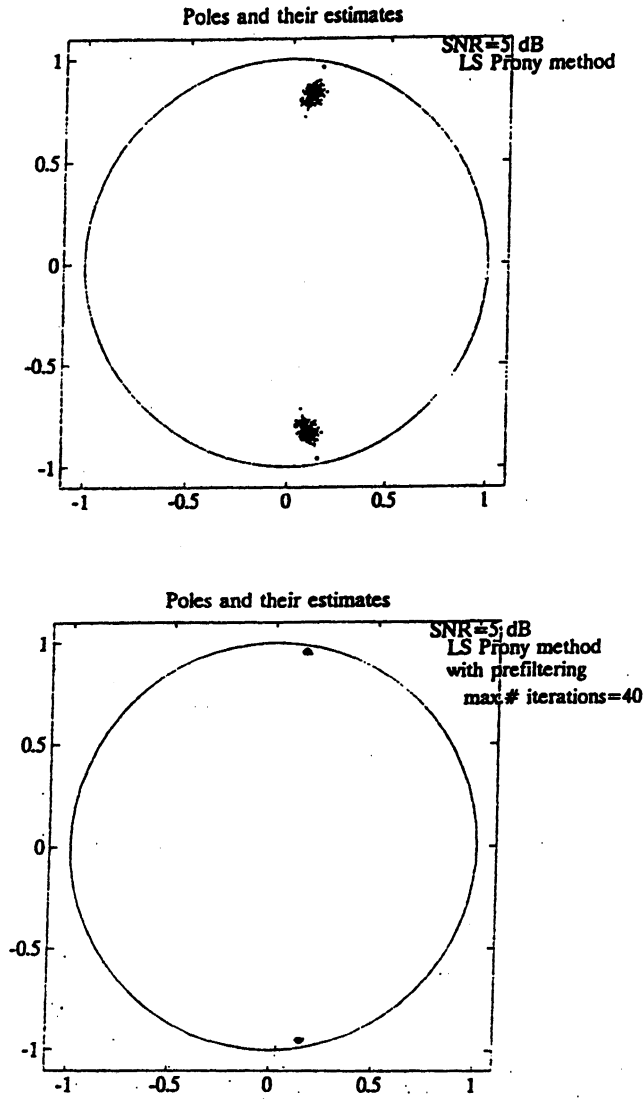 Poles and their estimates
SNR=5 dB
LS Prony method
1
0.5
0
-0.5
-1
-1
-0.5
0
0.5
1
Poles and their estimates
SNR=5 dB
LS Prony method
with prefiltering
max # iterations=40
1
0.5
0
-0.5
-1
-1
-0.5
0
0.5
1